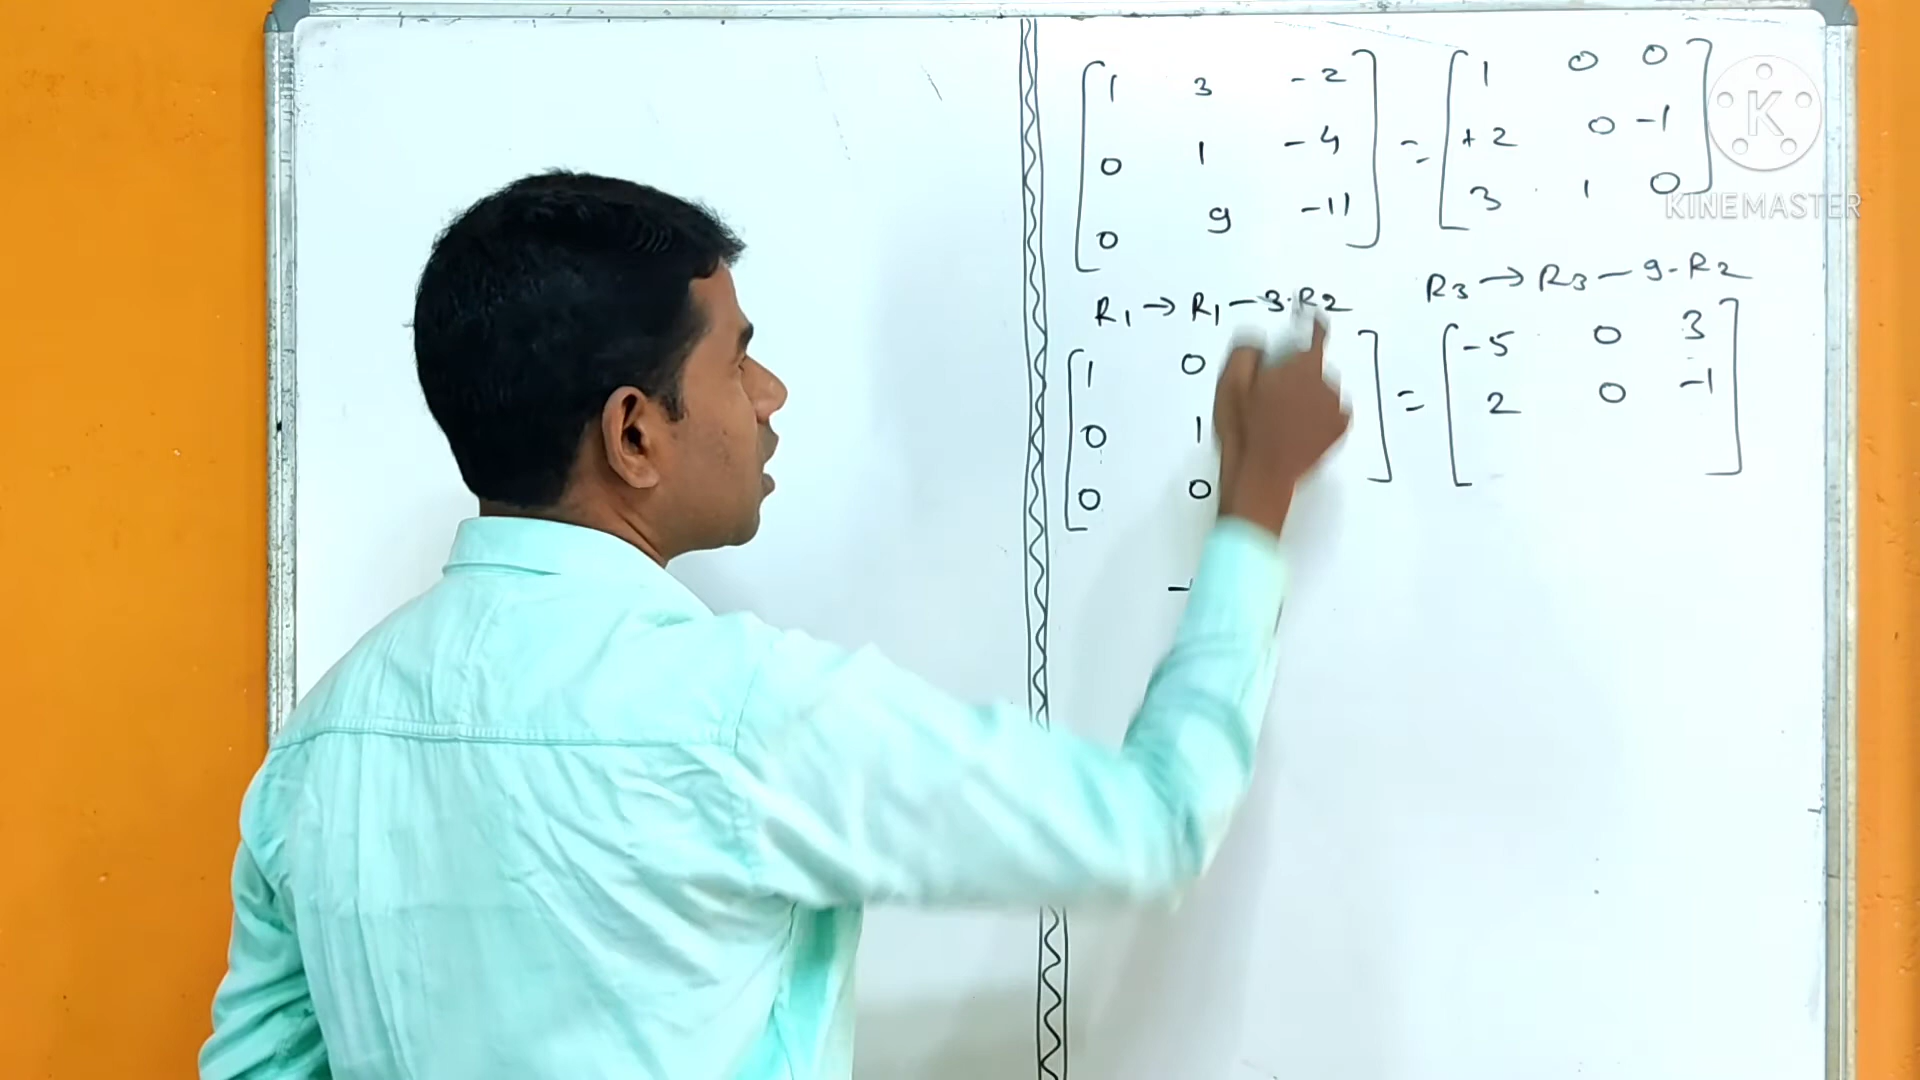 1 3 -2 = 1 0 0
0 1 -4 +2 0 -1
0 9 -11 3 1 0
K
KINEMASTER
R1 → R1 - 3·R2 R3 → R3 - 9·R2
1 0 = -5 0 3
0 1 2 0 -1
0 0